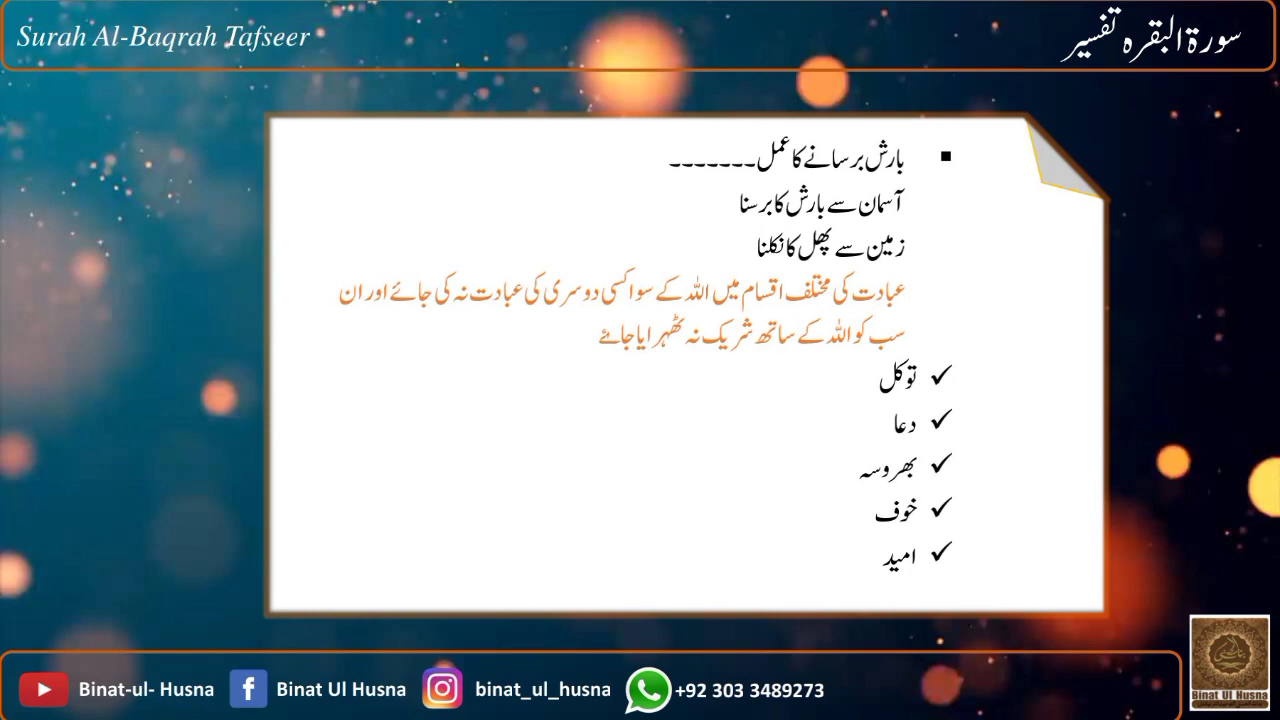 Surah Al-Baqrah Tafseer
سورۃ البقرہ تفسیر
بارش برسانے کا عمل۔۔۔۔۔۔۔
آسمان سے بارش کا برسنا
زمین سے پھل کا نکلنا
عبادت کی مختلف اقسام میں اللہ کے سوا کسی دوسری کی عبادت نہ کی جائے اور ان
سب کو اللہ کے ساتھ شریک نہ ٹھہرایا جائے
توکل
دعا
بھروسہ
خوف
امید
Binat-ul- Husna
Binat Ul Husna
binat_ul_husna
+92 303 3489273
Binat Ul Husna